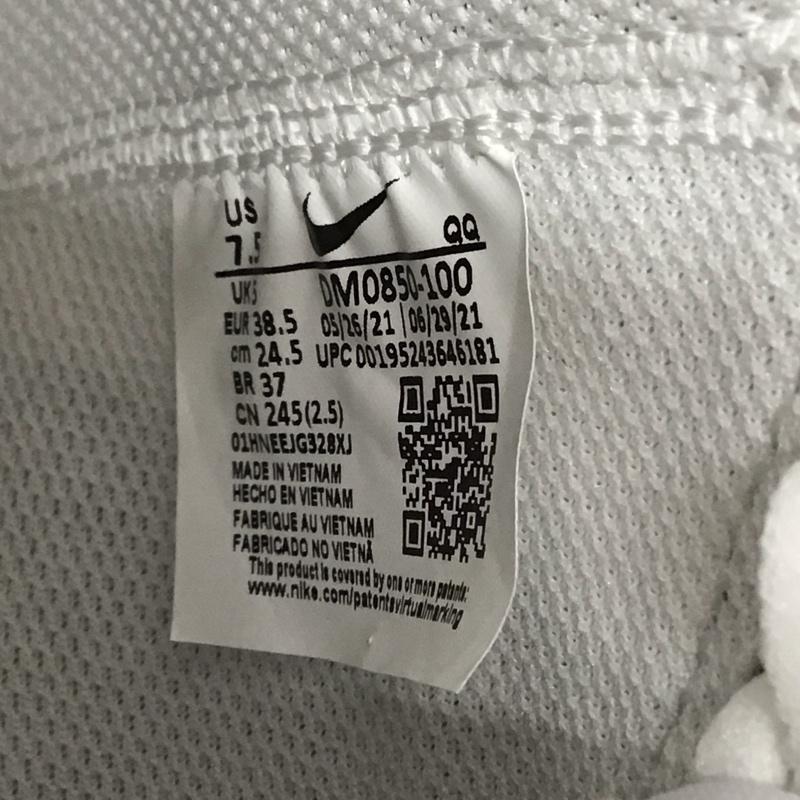 US
7.5
QQ
UK5
DM0850-100
EUR 38.5
05/26/21 | 06/29/21
cm 24.5
UPC 00195243646181
BR 37
CN 245(2.5)
01HNEEJG328XJ
MADE IN VIETNAM
HECHO EN VIETNAM
FABRIQUE AU VIETNAM
FABRICADO NO VIETNÃ
This product is covered by one or more patents:
www.nike.com/patentsvirtualmarking